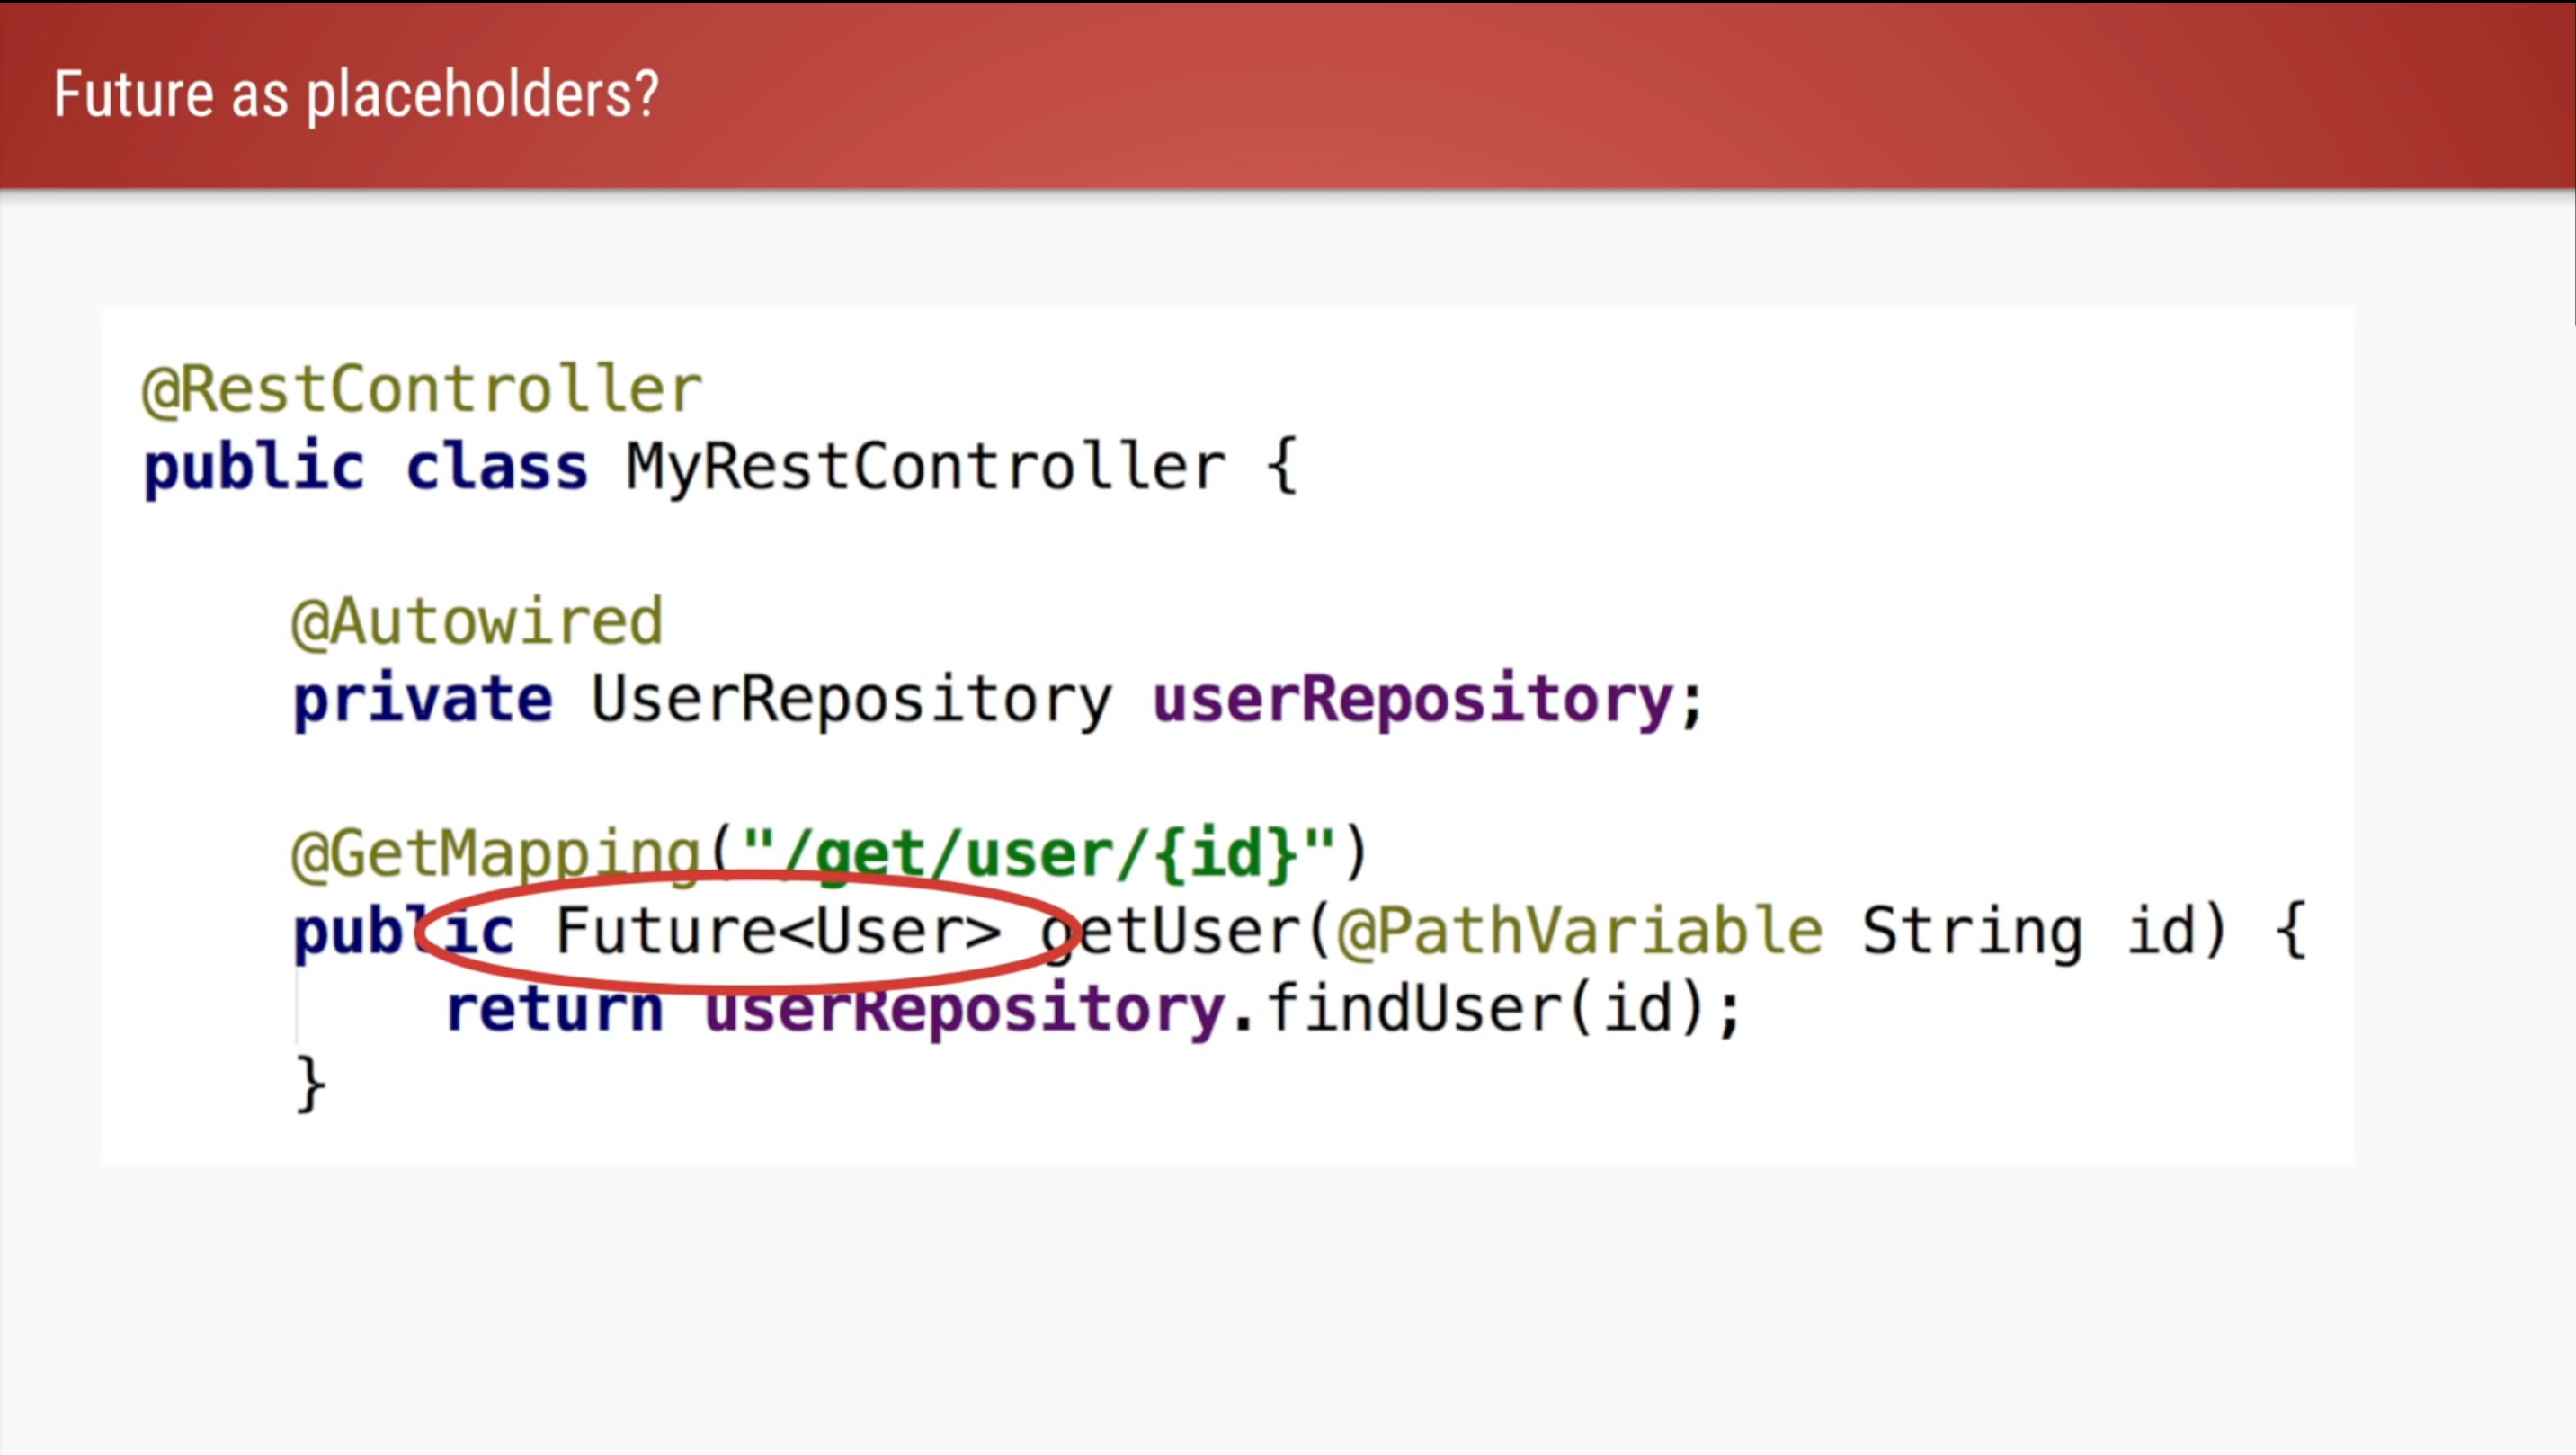 Future as placeholders?
@RestController
public class MyRestController {
@Autowired
private UserRepository userRepository;
@GetMapping("/get/user/{id}")
public Future<User> getUser(@PathVariable String id) {
return userRepository.findUser(id);
}